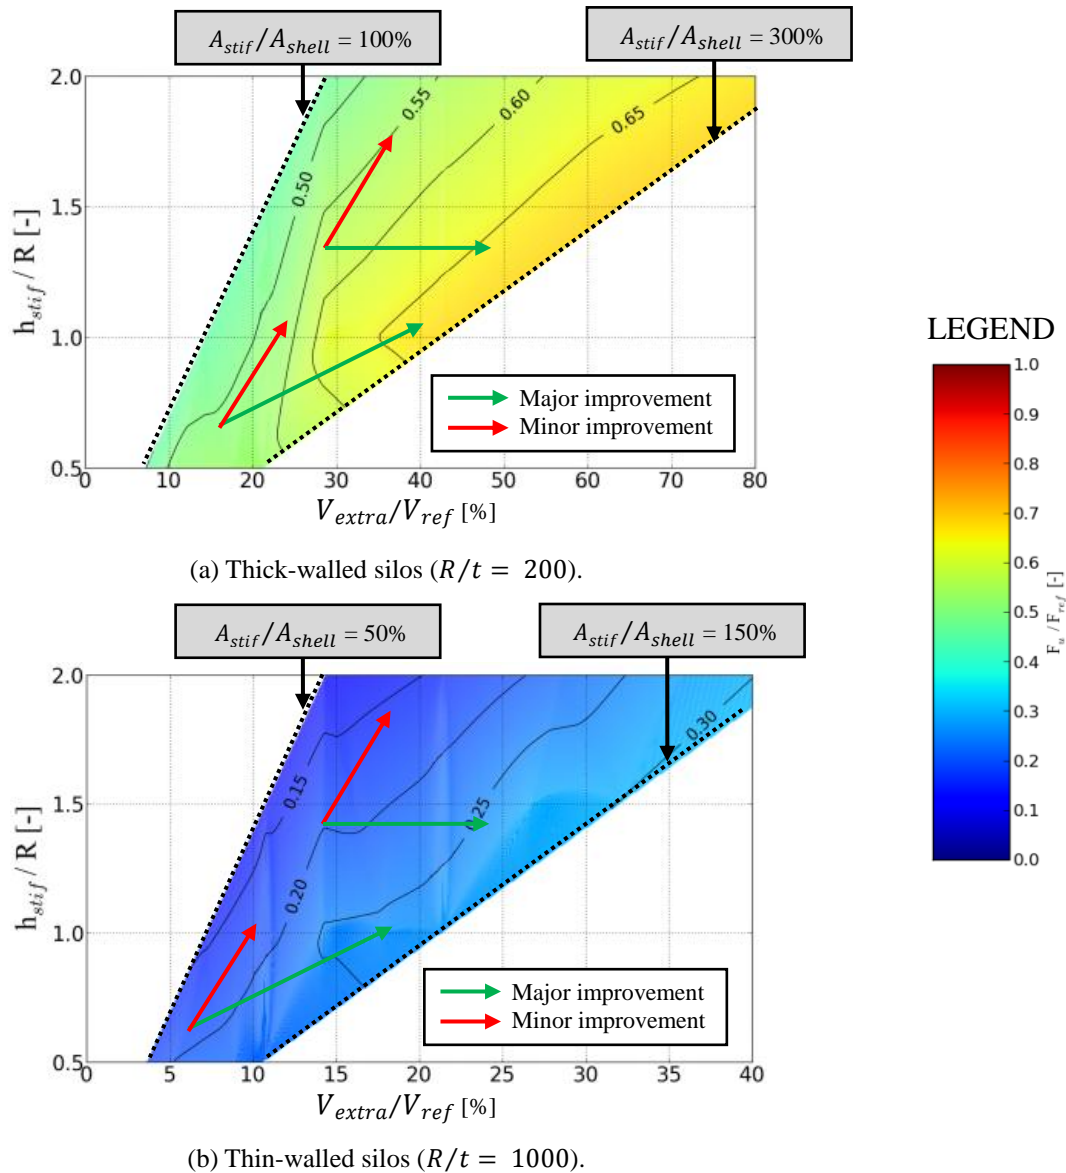 A_stif/A_shell = 100%
A_stif/A_shell = 300%
2.0
1.5
1.0
0.5
h_stif / R [-]
0.50
0.55
0.60
0.65
Major improvement
Minor improvement
0 10 20 30 40 50 60 70 80
V_extra/V_ref [%]
(a) Thick-walled silos (R/t = 200).
LEGEND
1.0
0.9
0.8
0.7
0.6
0.5
0.4
0.3
0.2
0.1
0.0
F_u / F_ref [-]
A_stif/A_shell = 50%
A_stif/A_shell = 150%
2.0
1.5
1.0
0.5
h_stif / R [-]
0.15
0.20
0.25
0.30
Major improvement
Minor improvement
0 5 10 15 20 25 30 35 40
V_extra/V_ref [%]
(b) Thin-walled silos (R/t = 1000).